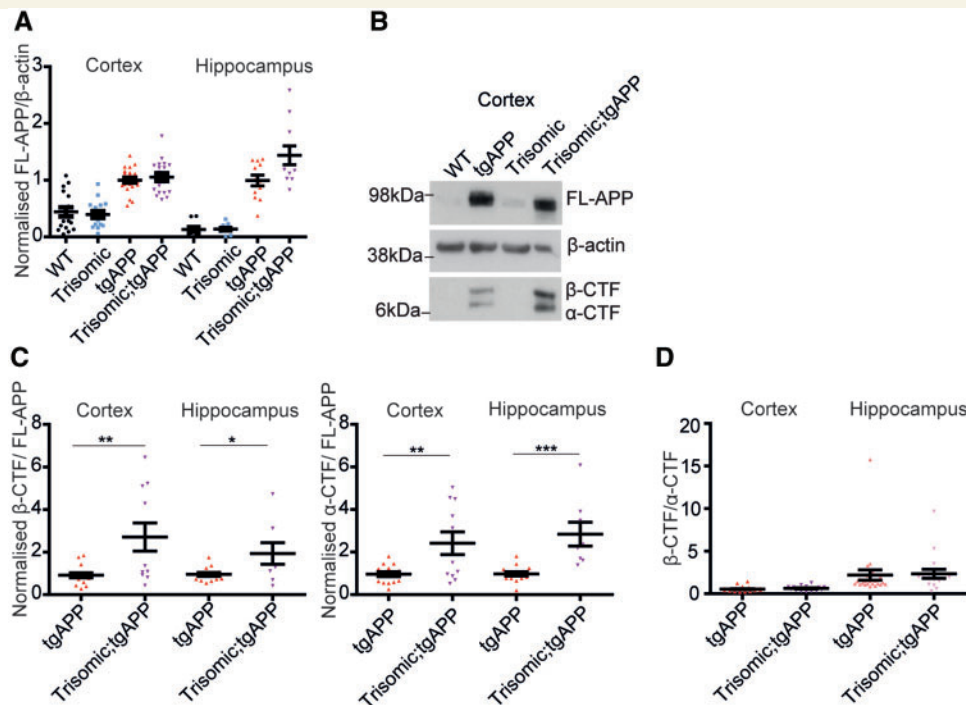 A
Normalised FL-APP/β-actin
3
2
1
0
Cortex
Hippocampus
WT
Trisomic
tgAPP
Trisomic;tgAPP
WT
Trisomic
tgAPP
Trisomic;tgAPP
B
Cortex
WT
tgAPP
Trisomic
Trisomic;tgAPP
98kDa
FL-APP
β-actin
38kDa
β-CTF
6kDa
α-CTF
C
Normalised β-CTF/ FL-APP
8
6
4
2
0
Cortex
Hippocampus
**
*
tgAPP
Trisomic;tgAPP
tgAPP
Trisomic;tgAPP
Normalised α-CTF/ FL-APP
8
6
4
2
0
Cortex
Hippocampus
**
***
tgAPP
Trisomic;tgAPP
tgAPP
Trisomic;tgAPP
D
β-CTF/α-CTF
20
15
10
5
0
Cortex
Hippocampus
tgAPP
Trisomic;tgAPP
tgAPP
Trisomic;tgAPP